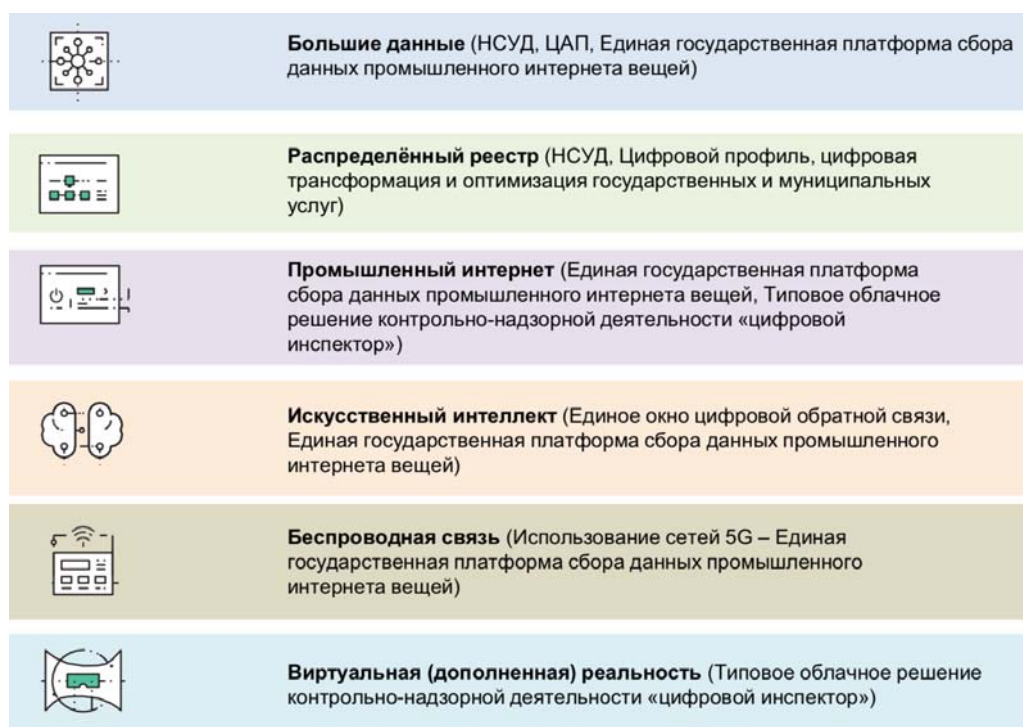 Большие данные (НСУД, ЦАП, Единая государственная платформа сбора
данных промышленного интернета вещей)
Распределённый реестр (НСУД, Цифровой профиль, цифровая
трансформация и оптимизация государственных и муниципальных
услуг)
Промышленный интернет (Единая государственная платформа
сбора данных промышленного интернета вещей, Типовое облачное
решение контрольно-надзорной деятельности «цифровой
инспектор»)
Искусственный интеллект (Единое окно цифровой обратной связи,
Единая государственная платформа сбора данных промышленного
интернета вещей)
Беспроводная связь (Использование сетей 5G – Единая
государственная платформа сбора данных промышленного
интернета вещей)
Виртуальная (дополненная) реальность (Типовое облачное решение
контрольно-надзорной деятельности «цифровой инспектор»)